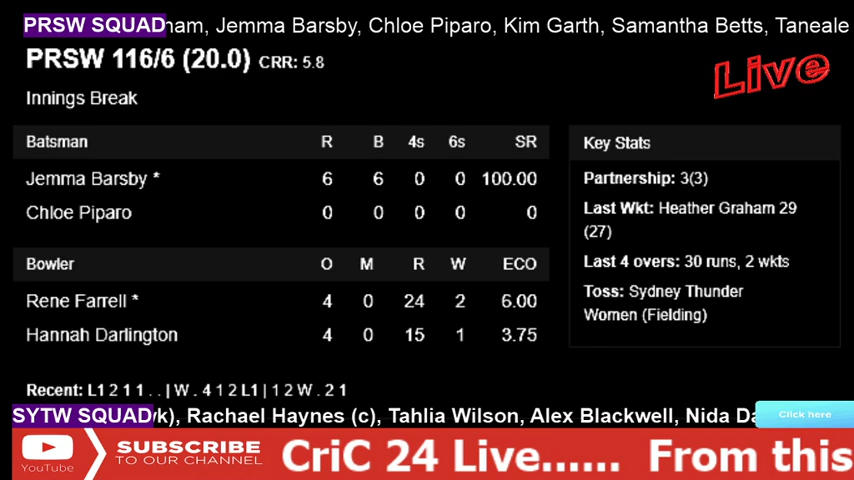 PRSW SQUAD ham, Jemma Barsby, Chloe Piparo, Kim Garth, Samantha Betts, Taneale
PRSW 116/6 (20.0) CRR: 5.8
Live
Innings Break
Batsman R B 4s 6s SR
Jemma Barsby * 6 6 0 0 100.00
Chloe Piparo 0 0 0 0 0
Bowler O M R W ECO
Rene Farrell * 4 0 24 2 6.00
Hannah Darlington 4 0 15 1 3.75
Key Stats
Partnership: 3(3)
Last Wkt: Heather Graham 29
(27)
Last 4 overs: 30 runs, 2 wkts
Toss: Sydney Thunder
Women (Fielding)
Recent: L1 2 1 1 . . | W . 4 1 2 L1 | 1 2 W . 2 1
SYTW SQUAD yk), Rachael Haynes (c), Tahlia Wilson, Alex Blackwell, Nida Da
Click here
YouTube
SUBSCRIBE
TO OUR CHANNEL
CriC 24 Live...... From this